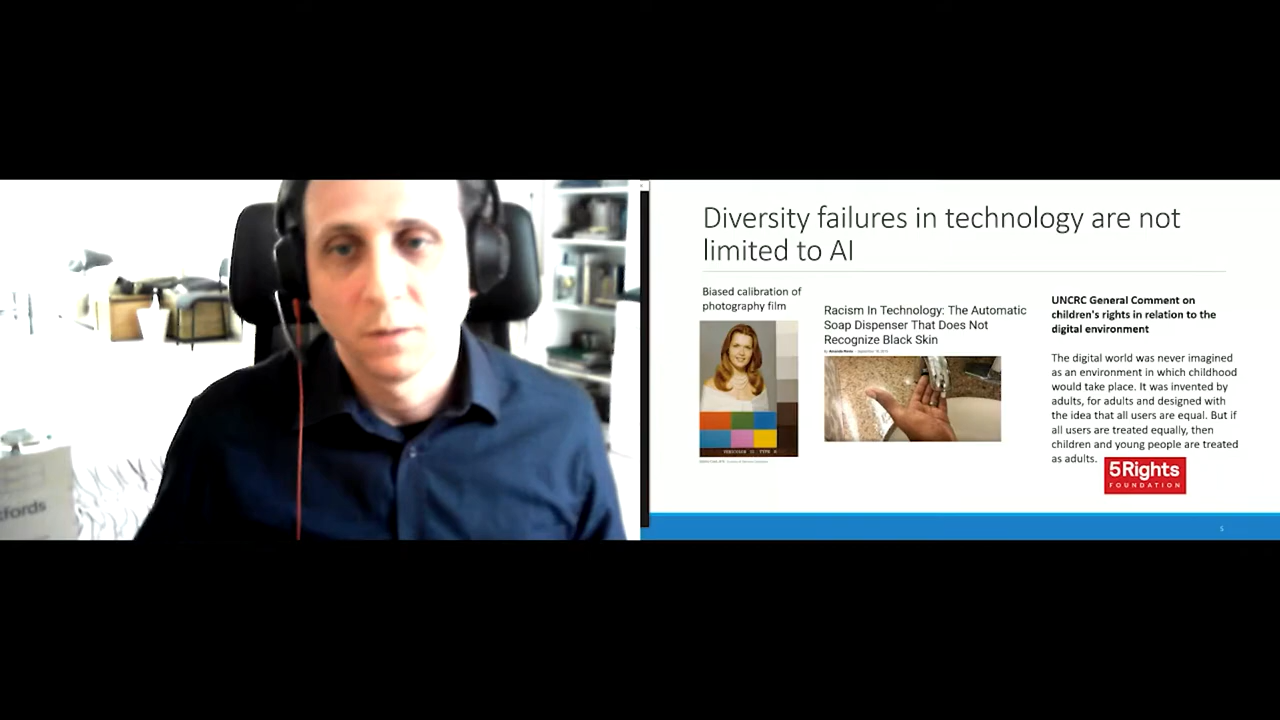 Diversity failures in technology are not
limited to AI
Biased calibration of
photography film
Racism In Technology: The Automatic
Soap Dispenser That Does Not
Recognize Black Skin
UNCRC General Comment on
children's rights in relation to the
digital environment
The digital world was never imagined
as an environment in which childhood
would take place. It was invented by
adults, for adults and designed with
the idea that all users are equal. But if
all users are treated equally, then
children and young people are treated
as adults.
5Rights
FOUNDATION
5